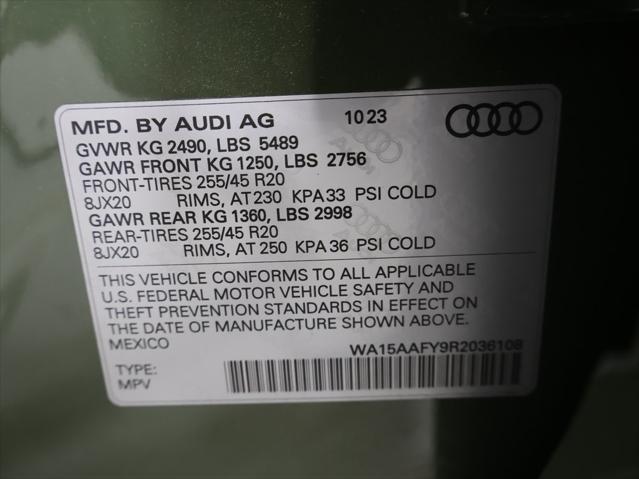 MFD. BY AUDI AG 10 23
GVWR KG 2490, LBS 5489
GAWR FRONT KG 1250, LBS 2756
FRONT-TIRES 255/45 R20
8JX20 RIMS, AT 230 KPA 33 PSI COLD
GAWR REAR KG 1360, LBS 2998
REAR-TIRES 255/45 R20
8JX20 RIMS, AT 250 KPA 36 PSI COLD
THIS VEHICLE CONFORMS TO ALL APPLICABLE
U.S. FEDERAL MOTOR VEHICLE SAFETY AND
THEFT PREVENTION STANDARDS IN EFFECT ON
THE DATE OF MANUFACTURE SHOWN ABOVE.
MEXICO WA15AAFY9R2036108
TYPE:
MPV